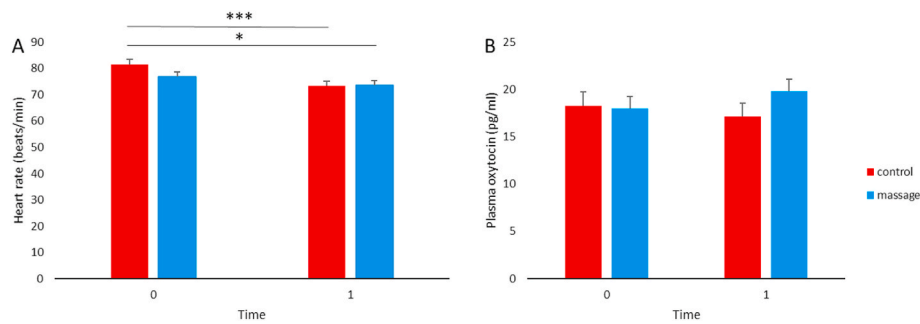 ***
*
A
90
80
70
60
50
40
30
20
10
0
Heart rate (beats/min)
0
1
Time
B
25
20
15
10
5
0
Plasma oxytocin (pg/ml)
0
1
Time
control
massage